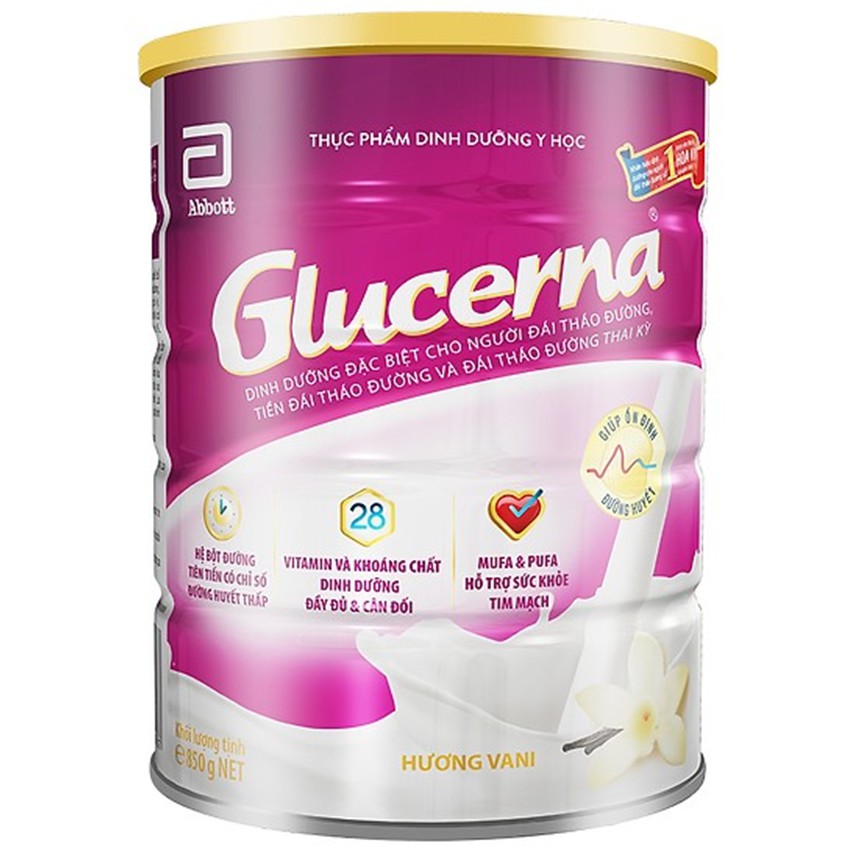 THỰC PHẨM DINH DƯỠNG Y HỌC
Abbott
1
HOA KỲ
Glucerna®
DINH DƯỠNG ĐẶC BIỆT CHO NGƯỜI ĐÁI THÁO ĐƯỜNG,
TIỀN ĐÁI THÁO ĐƯỜNG VÀ ĐÁI THÁO ĐƯỜNG THAI KỲ
GIÚP ỔN ĐỊNH
ĐƯỜNG HUYẾT
HỆ BỘT ĐƯỜNG
TIÊN TIẾN CÓ CHỈ SỐ
ĐƯỜNG HUYẾT THẤP
28
VITAMIN VÀ KHOÁNG CHẤT
DINH DƯỠNG
ĐẦY ĐỦ & CÂN ĐỐI
MUFA & PUFA
HỖ TRỢ SỨC KHỎE
TIM MẠCH
Khối lượng tịnh
℮850g NET
HƯƠNG VANI